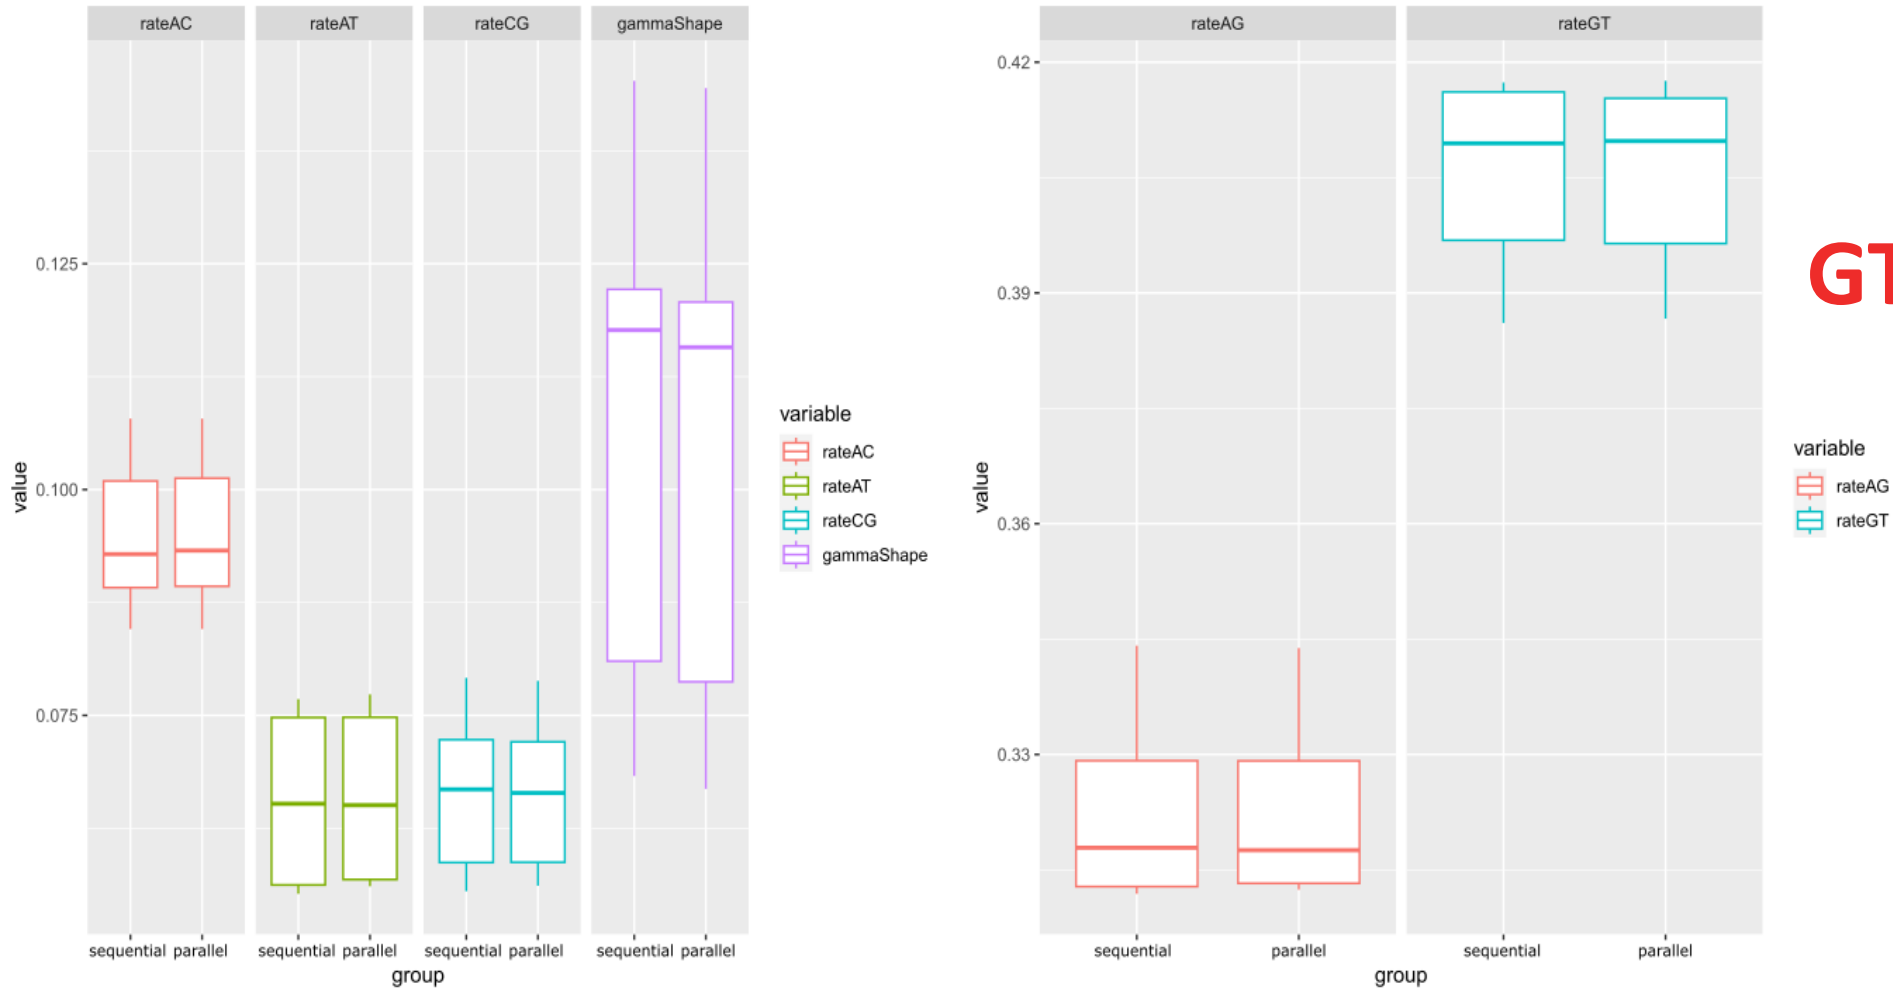 rateAC rateAT rateCG gammaShape
0.125
0.100
0.075
value
sequential parallel sequential parallel sequential parallel sequential parallel
group
variable
rateAC
rateAT
rateCG
gammaShape
rateAG rateGT
0.42
0.39
0.36
0.33
value
sequential parallel sequential parallel
group
GT
variable
rateAG
rateGT